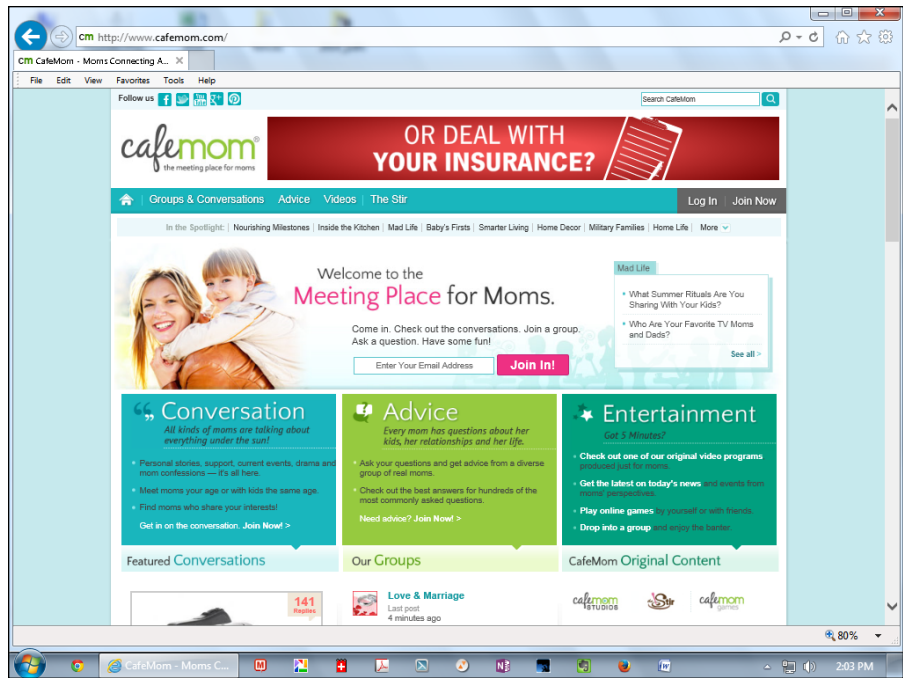 cm http://www.cafemom.com/
cm CafeMom - Moms Connecting A...
File Edit View Favorites Tools Help
Follow us
Search CafeMom
cafemom®
the meeting place for moms
OR DEAL WITH
YOUR INSURANCE?
Groups & Conversations Advice Videos The Stir
Log In Join Now
In the Spotlight: Nourishing Milestones Inside the Kitchen Mad Life Baby's Firsts Smarter Living Home Decor Military Families Home Life More
Welcome to the
Meeting Place for Moms.
Come in. Check out the conversations. Join a group.
Ask a question. Have some fun!
Enter Your Email Address
Join In!
Mad Life
• What Summer Rituals Are You
Sharing With Your Kids?
• Who Are Your Favorite TV Moms
and Dads?
See all >
Conversation
All kinds of moms are talking about
everything under the sun!
• Personal stories, support, current events, drama and
mom confessions — it's all here.
• Meet moms your age or with kids the same age.
• Find moms who share your interests!
Get in on the conversation. Join Now! >
Advice
Every mom has questions about her
kids, her relationships and her life.
• Ask your questions and get advice from a diverse
group of real moms.
• Check out the best answers for hundreds of the
most commonly asked questions.
Need advice? Join Now! >
Entertainment
Got 5 Minutes?
• Check out one of our original video programs
produced just for moms.
• Get the latest on today's news and events from
moms' perspectives.
• Play online games by yourself or with friends.
• Drop into a group and enjoy the banter.
Featured Conversations
Our Groups
CafeMom Original Content
141
Replies
Love & Marriage
Last post
4 minutes ago
cafemom
STUDIOS
Stir
cafemom
games
80%
CafeMom - Moms C...
2:03 PM